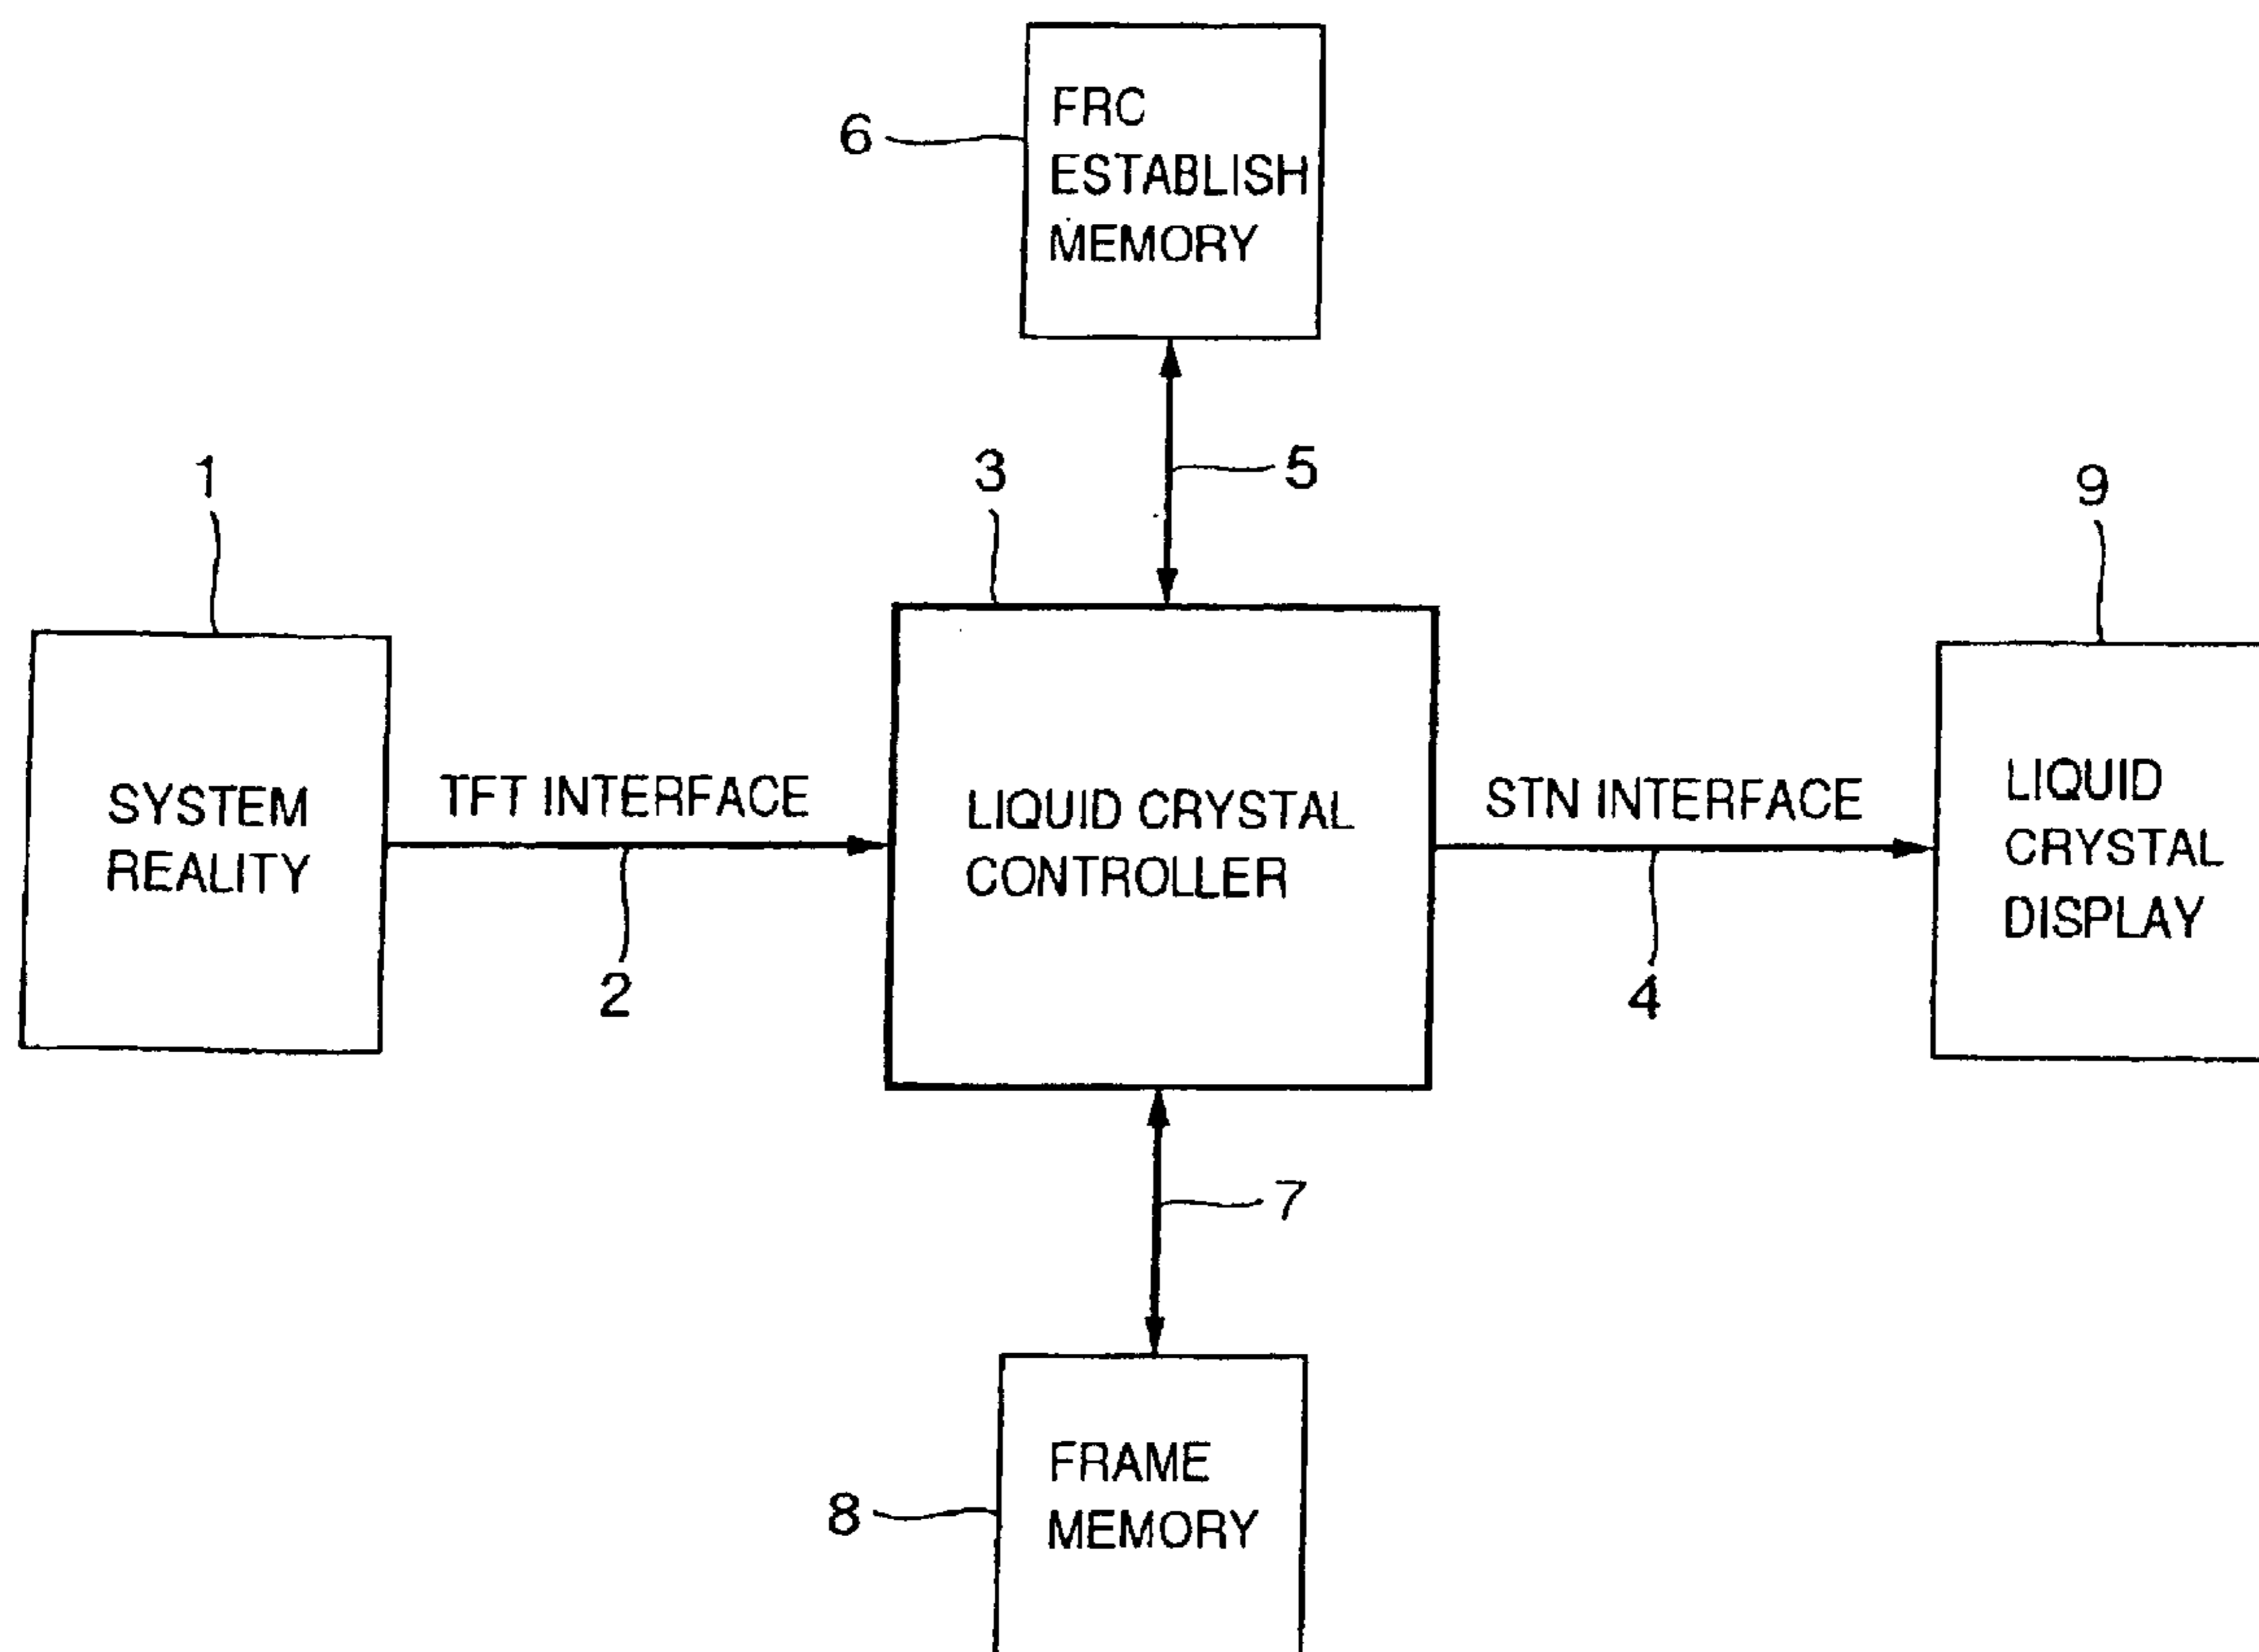 6
FRC
ESTABLISH
MEMORY
1
3
5
9
SYSTEM
REALITY
TFT INTERFACE
2
LIQUID CRYSTAL
CONTROLLER
STN INTERFACE
4
LIQUID
CRYSTAL
DISPLAY
7
8
FRAME
MEMORY